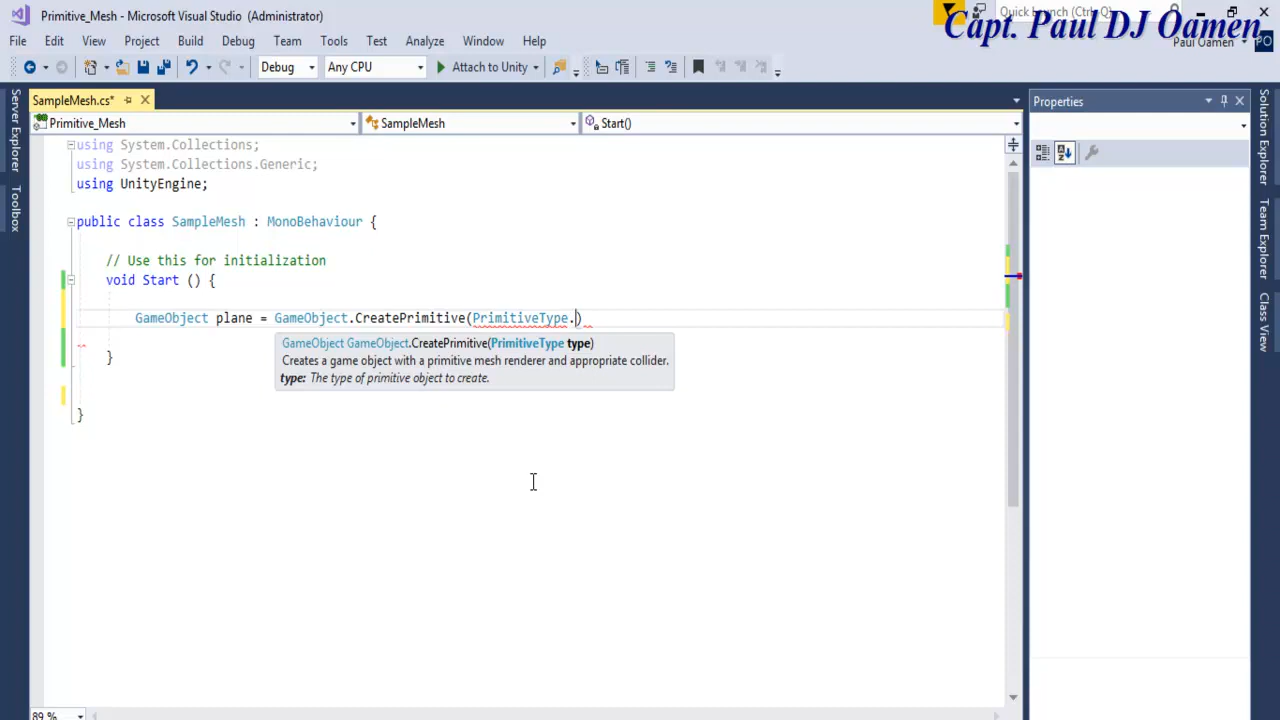 Primitive_Mesh - Microsoft Visual Studio (Administrator)
Quick Launch (Ctrl+Q)
Capt. Paul DJ Oamen
File Edit View Project Build Debug Team Tools Test Analyze Window Help
Paul Oamen
PO
Debug
Any CPU
Attach to Unity
SampleMesh.cs*
Primitive_Mesh
SampleMesh
Start()
Server Explorer
Toolbox
using System.Collections;
using System.Collections.Generic;
using UnityEngine;
public class SampleMesh : MonoBehaviour {
// Use this for initialization
void Start () {
GameObject plane = GameObject.CreatePrimitive(PrimitiveType.)
GameObject GameObject.CreatePrimitive(PrimitiveType type)
Creates a game object with a primitive mesh renderer and appropriate collider.
type: The type of primitive object to create.
}
}
89 %
Properties
Solution Explorer
Team Explorer
Class View